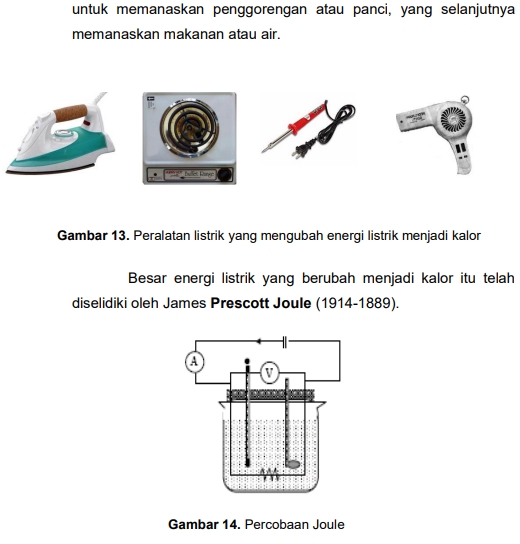 untuk memanaskan penggorengan atau panci, yang selanjutnya
memanaskan makanan atau air.
Gambar 13. Peralatan listrik yang mengubah energi listrik menjadi kalor
Besar energi listrik yang berubah menjadi kalor itu telah
diselidiki oleh James Prescott Joule (1914-1889).
A
V
Gambar 14. Percobaan Joule